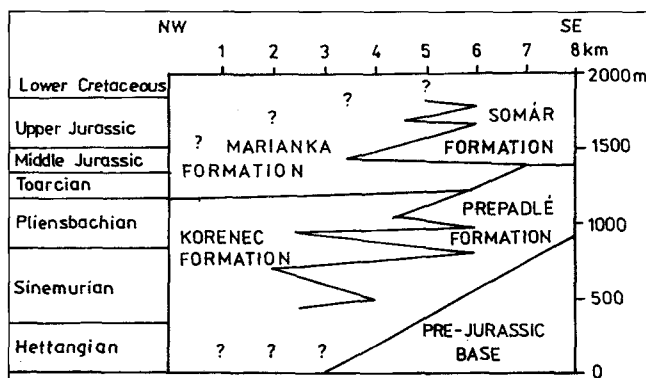 NW SE
1 2 3 4 5 6 7 8 km
2000 m
Lower Cretaceous ?
?
Upper Jurassic ? SOMÁR
? MARIANKA FORMATION 1500
Middle Jurassic FORMATION
Toarcian
PREPADLÉ
Pliensbachian KORENEC 1000
FORMATION FORMATION
Sinemurian
500
Hettangian ? ? ? PRE-JURASSIC
BASE
0